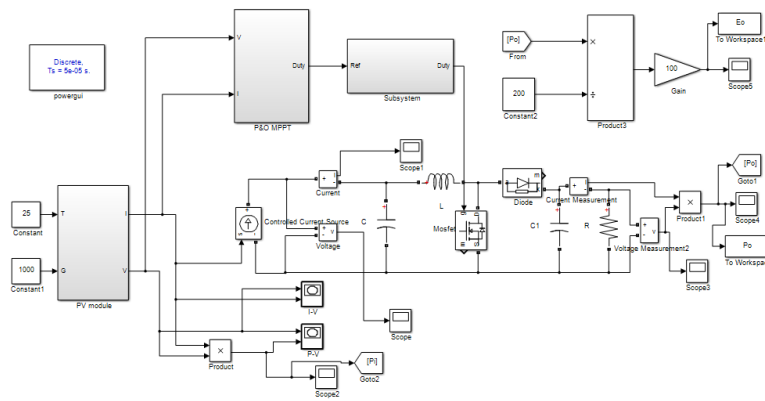 Discrete,
Ts = 5e-05 s.
powergui
V
I
Duty
P&O MPPT
Ref
Duty
Subsystem
[Po]
From
200
Constant2
×
÷
Product3
100
Gain
Eo
To Workspace1
Scope5
25
Constant
1000
Constant1
T
G
I
V
PV module
Controlled Current Source
+
-
i
Current
Scope1
+
-
v
Voltage
C
L
Mosfet
g
D
S
m
Diode
m
C1
+
-
i
Current Measurement
R
+
-
v
Voltage Measurement2
×
Product1
[Po]
Goto1
Scope4
Po
To Workspac
Scope3
I-V
P-V
Scope
×
Product
[Pi]
Goto2
Scope2